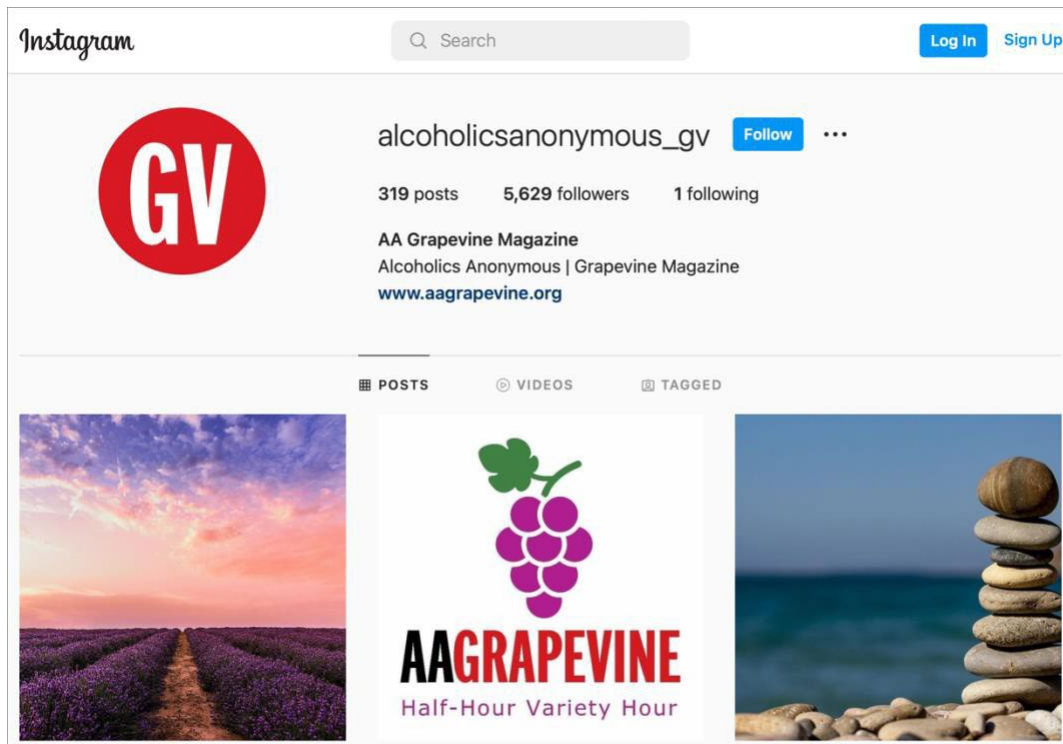 Instagram
Search
Log In
Sign Up
GV
alcoholicsanonymous_gv
Follow
319 posts 5,629 followers 1 following
AA Grapevine Magazine
Alcoholics Anonymous | Grapevine Magazine
www.aagrapevine.org
POSTS VIDEOS TAGGED
AAGRAPEVINE
Half-Hour Variety Hour